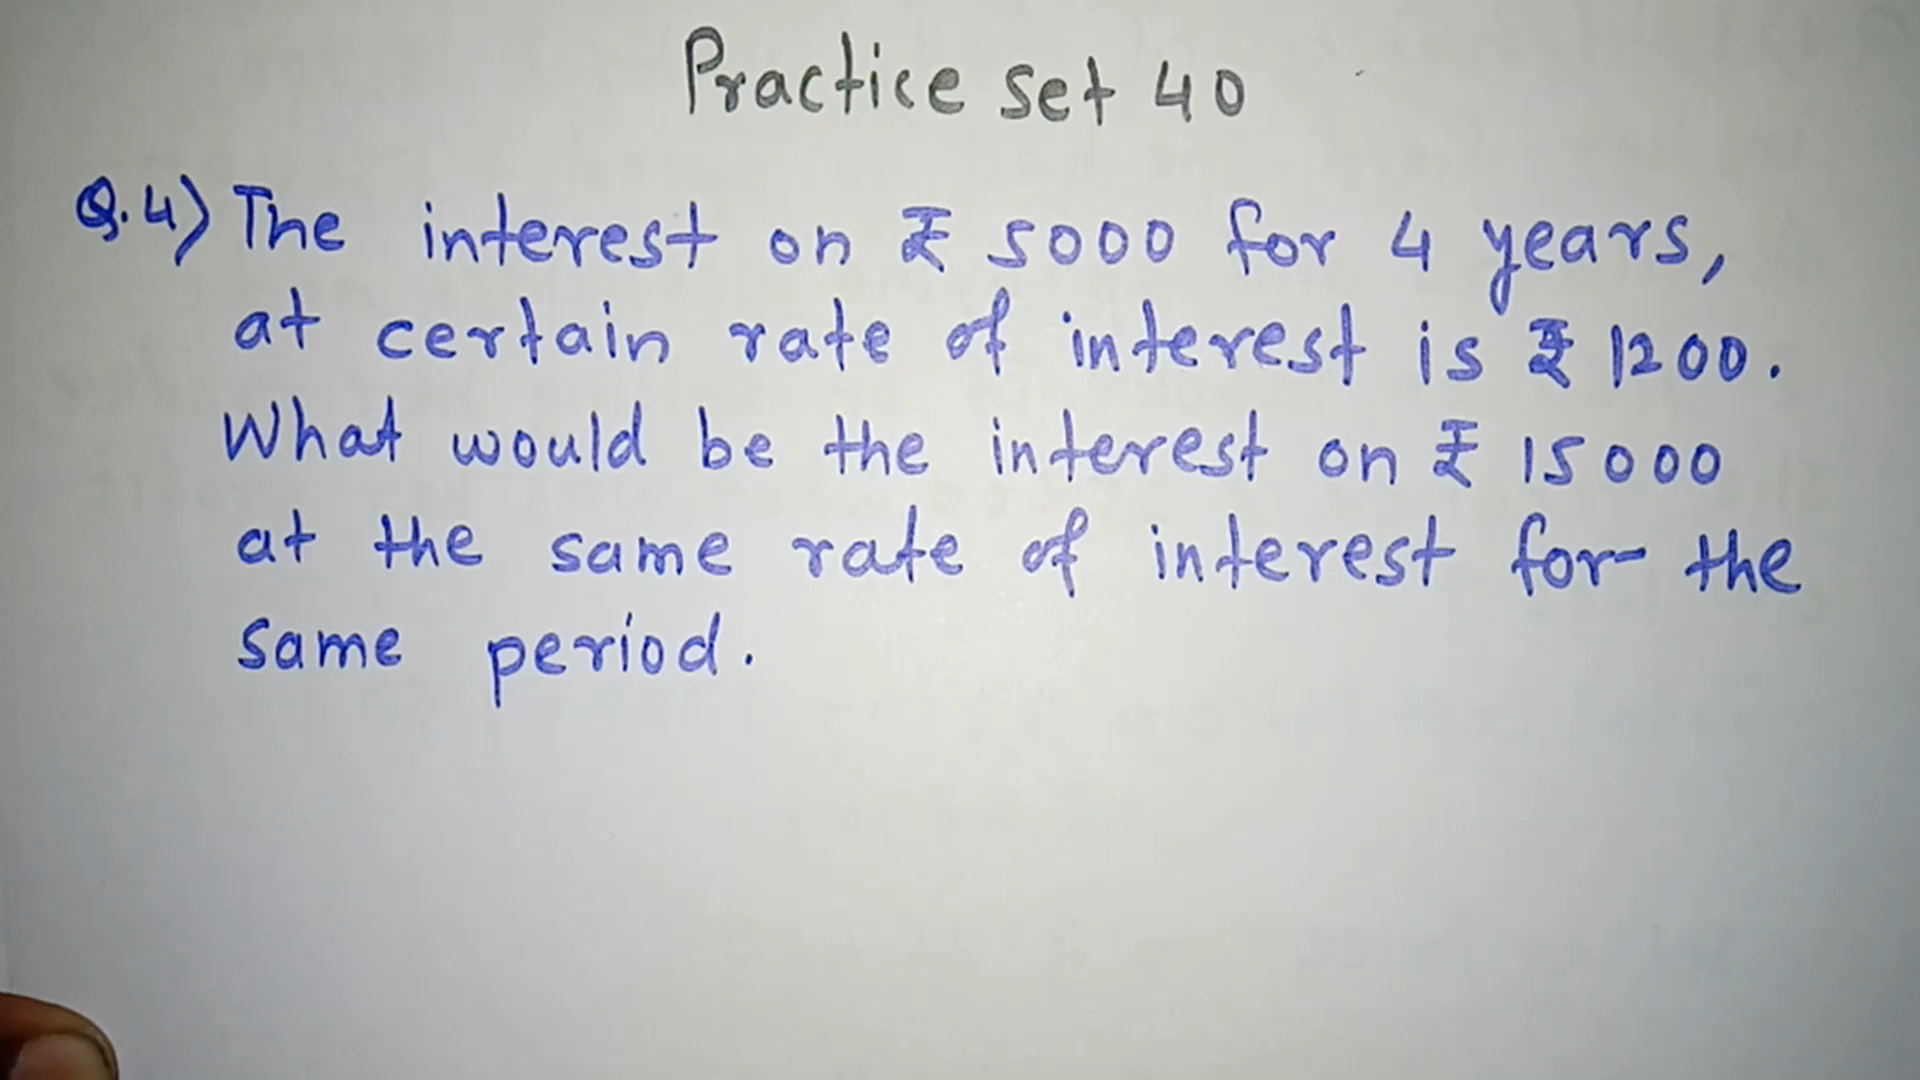 Practice set 40
Q.4) The interest on ₹ 5000 for 4 years,
at certain rate of interest is ₹ 1200.
What would be the interest on ₹ 15000
at the same rate of interest for the
same period.